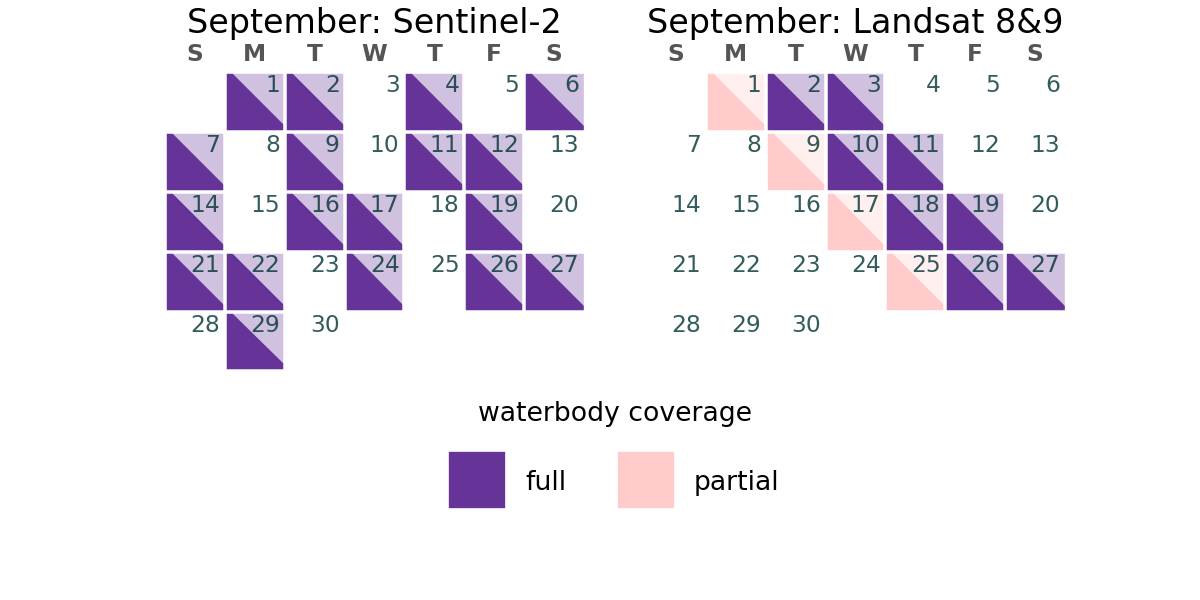 September: Sentinel-2
S M T W T F S
1 2 3 4 5 6
7 8 9 10 11 12 13
14 15 16 17 18 19 20
21 22 23 24 25 26 27
28 29 30
September: Landsat 8&9
S M T W T F S
1 2 3 4 5 6
7 8 9 10 11 12 13
14 15 16 17 18 19 20
21 22 23 24 25 26 27
28 29 30
waterbody coverage
full partial